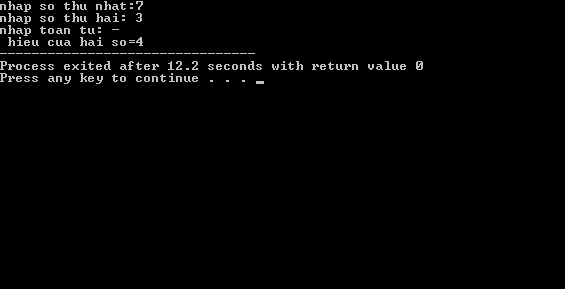 nhap so thu nhat:7
nhap so thu hai: 3
nhap toan tu: -
 hieu cua hai so=4
--------------------------------
Process exited after 12.2 seconds with return value 0
Press any key to continue . . . _